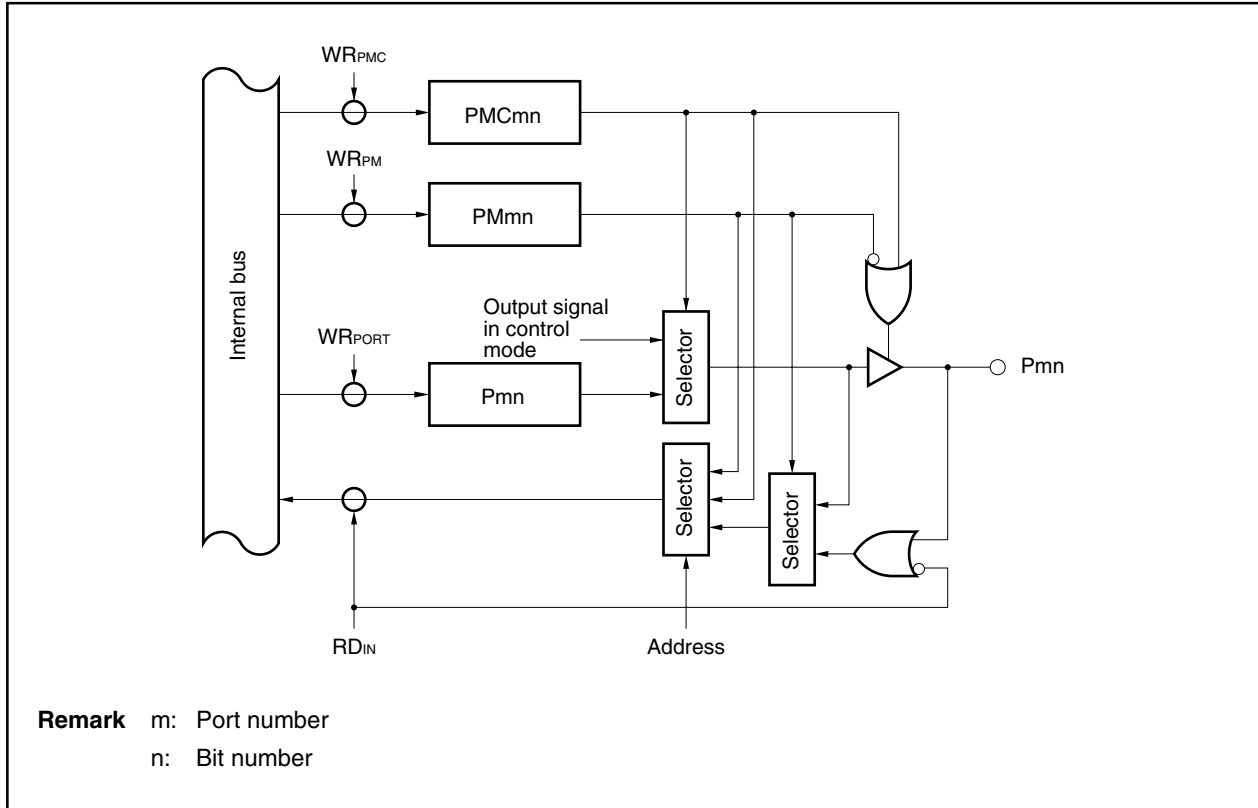 WRPMC
PMCmn
WRPM
PMmn
Internal bus
Output signal
in control
mode
WRPORT
Pmn
Selector
Pmn
Selector
Selector
RDIN
Address
Remark m: Port number
n: Bit number